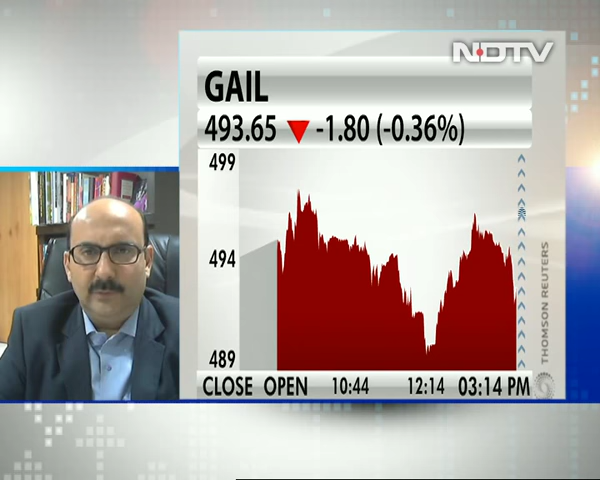 NDTV
GAIL
493.65 ▼ -1.80 (-0.36%)
499
494
489
CLOSE OPEN 10:44 12:14 03:14 PM
THOMSON REUTERS